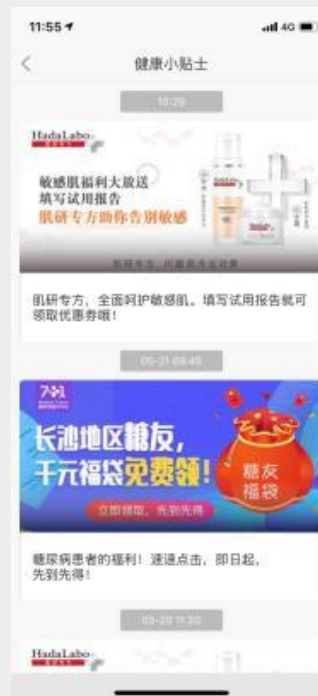 11:55
4G
健康小贴士
10:29
HadaLabo
敏感肌福利大放送
填写试用报告
肌研专方助你告别敏感
肌研专方,全面呵护敏感肌。填写试用报告就可
领取优惠券哦!
05-21 09:45
长沙地区糖友,
千元福袋免费领!
糖友
福袋
立即领取,先到先得
糖尿病患者的福利!速速点击,即日起,
先到先得!
05-20 11:20
HadaLabo